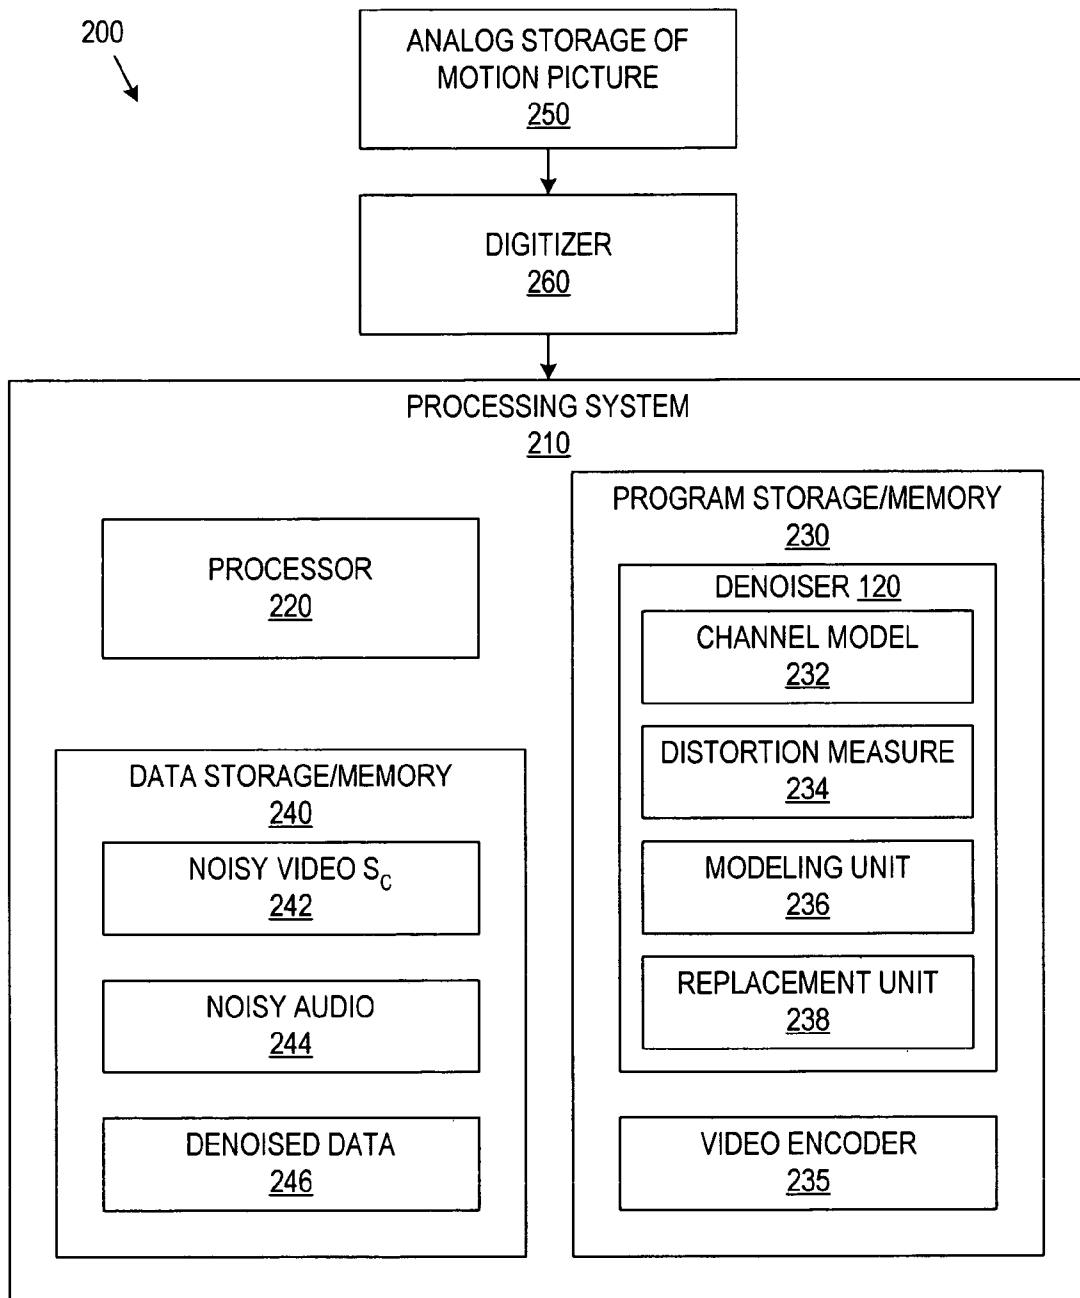 200
ANALOG STORAGE OF
MOTION PICTURE
250
DIGITIZER
260
PROCESSING SYSTEM
210
PROCESSOR
220
DATA STORAGE/MEMORY
240
NOISY VIDEO S_C
242
NOISY AUDIO
244
DENOISED DATA
246
PROGRAM STORAGE/MEMORY
230
DENOISER 120
CHANNEL MODEL
232
DISTORTION MEASURE
234
MODELING UNIT
236
REPLACEMENT UNIT
238
VIDEO ENCODER
235